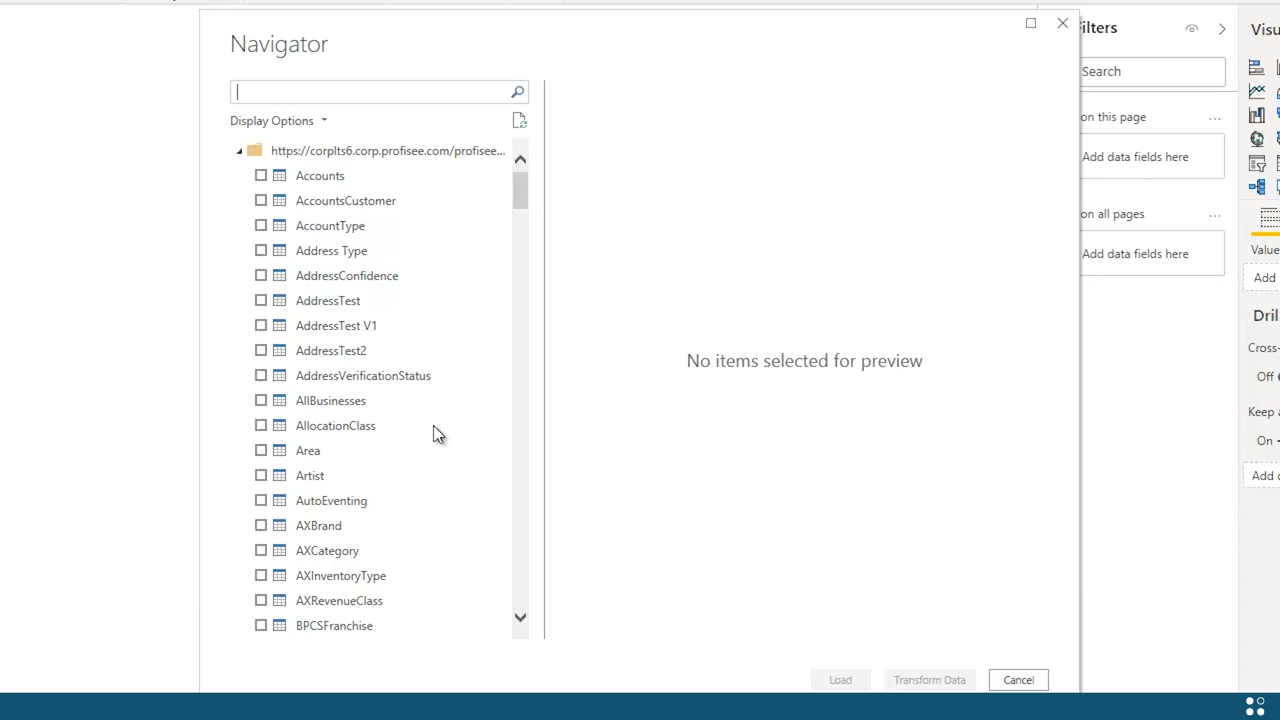 Navigator
Display Options
https://corplts6.corp.profisee.com/profisee...
Accounts
AccountsCustomer
AccountType
Address Type
AddressConfidence
AddressTest
AddressTest V1
AddressTest2
AddressVerificationStatus
AllBusinesses
AllocationClass
Area
Artist
AutoEventing
AXBrand
AXCategory
AXInventoryType
AXRevenueClass
BPCSFranchise
No items selected for preview
Load
Transform Data
Cancel
ilters
Search
on this page
...
Add data fields here
on all pages
...
Add data fields here
Visu
Value
Add
Dril
Cross-
Off
Keep a
On
Add d